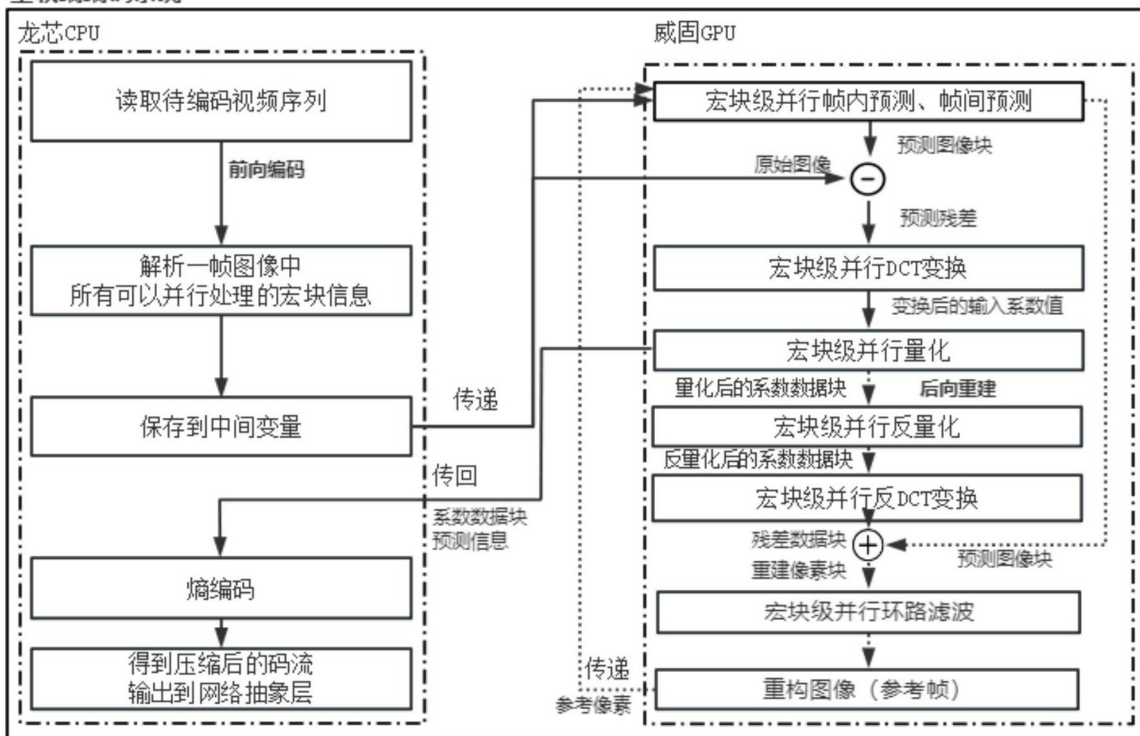 龙芯CPU
读取待编码视频序列
前向编码
解析一帧图像中
所有可以并行处理的宏块信息
保存到中间变量
传递
传回
系数数据块
预测信息
熵编码
得到压缩后的码流
输出到网络抽象层
威固GPU
宏块级并行帧内预测、帧间预测
预测图像块
原始图像
预测残差
宏块级并行DCT变换
变换后的输入系数值
宏块级并行量化
量化后的系数数据块
后向重建
宏块级并行反量化
反量化后的系数数据块
宏块级并行反DCT变换
残差数据块
预测图像块
重建像素块
宏块级并行环路滤波
传递
重构图像（参考帧）
参考像素